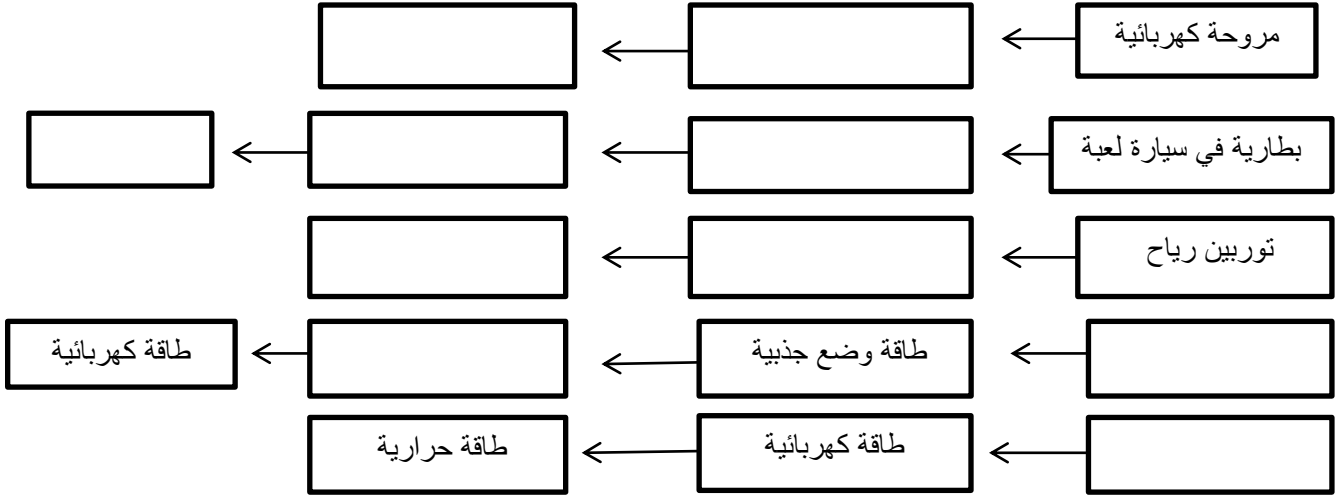 مروحة كهربائية
بطارية في سيارة لعبة
توربين رياح
طاقة وضع جذبية
طاقة كهربائية
طاقة كهربائية
طاقة حرارية